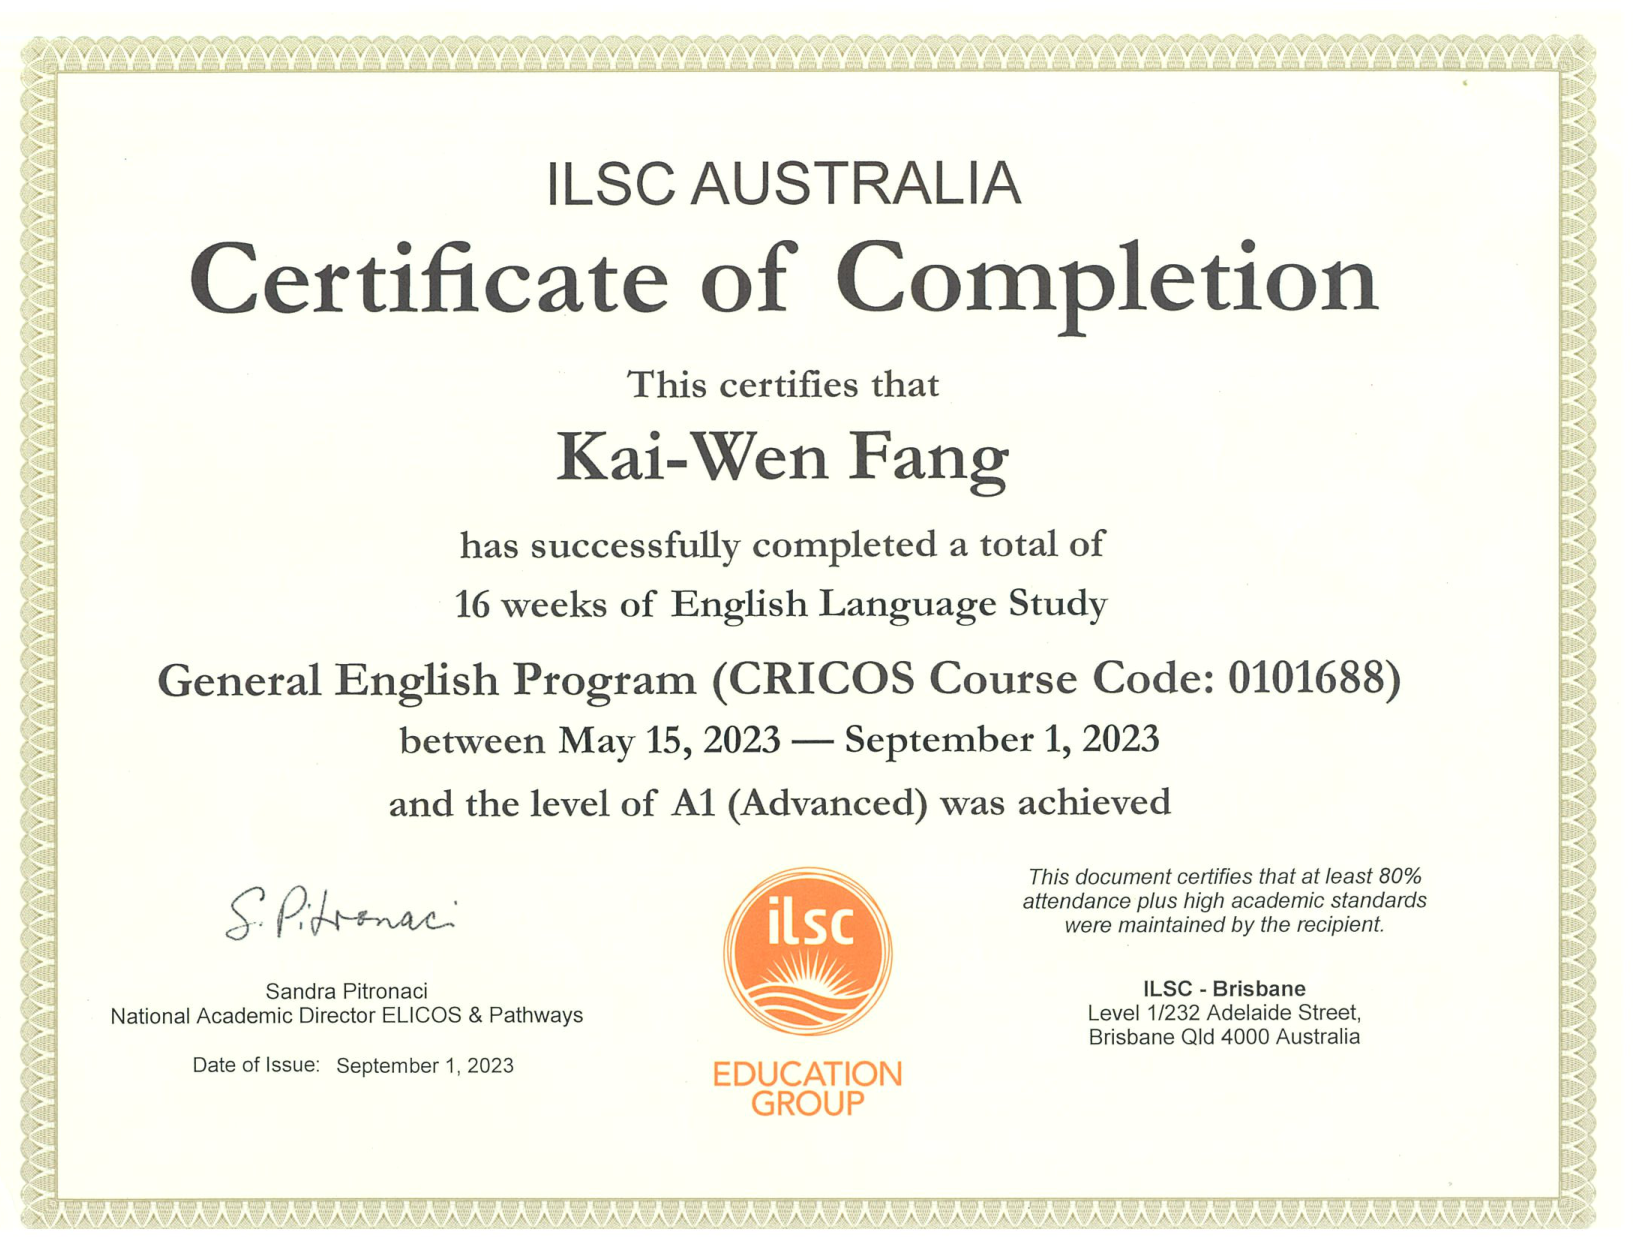 ILSC AUSTRALIA
Certificate of Completion
This certifies that
Kai-Wen Fang
has successfully completed a total of
16 weeks of English Language Study
General English Program (CRICOS Course Code: 0101688)
between May 15, 2023 — September 1, 2023
and the level of A1 (Advanced) was achieved
S. Pitronaci
Sandra Pitronaci
National Academic Director ELICOS & Pathways
Date of Issue: September 1, 2023
ilsc
EDUCATION
GROUP
This document certifies that at least 80%
attendance plus high academic standards
were maintained by the recipient.
ILSC - Brisbane
Level 1/232 Adelaide Street,
Brisbane Qld 4000 Australia